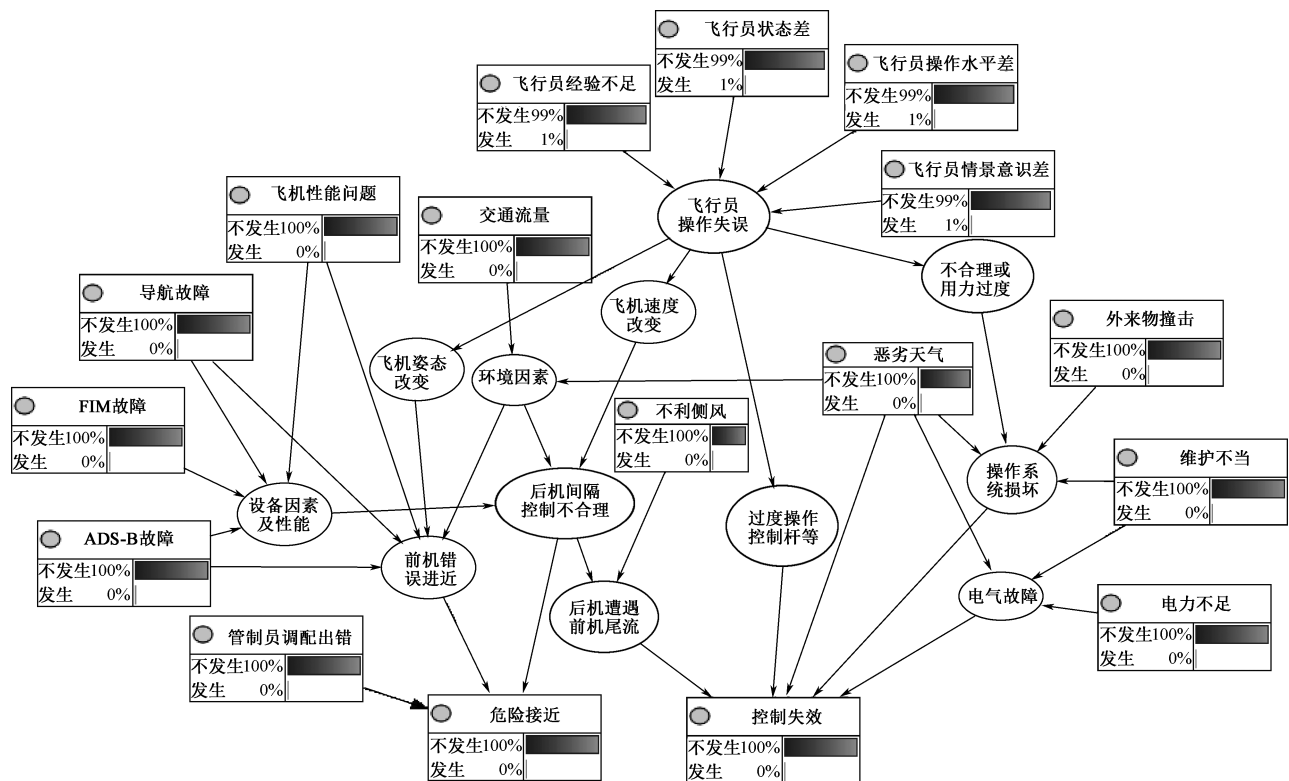 飞行员状态差
不发生99%
发生 1%
飞行员经验不足
不发生99%
发生 1%
飞行员操作水平差
不发生99%
发生 1%
飞行员情景意识差
不发生99%
发生 1%
飞机性能问题
不发生100%
发生 0%
交通流量
不发生100%
发生 0%
飞行员
操作失误
不合理或
用力过度
导航故障
不发生100%
发生 0%
飞机速度
改变
外来物撞击
不发生100%
发生 0%
飞机姿态
改变
环境因素
恶劣天气
不发生100%
发生 0%
FIM故障
不发生100%
发生 0%
不利侧风
不发生100%
发生 0%
操作系
统损坏
维护不当
不发生100%
发生 0%
设备因素
及性能
后机间隔
控制不合理
过度操作
控制杆等
ADS-B故障
不发生100%
发生 0%
前机错
误进近
后机遭遇
前机尾流
电气故障
电力不足
不发生100%
发生 0%
管制员调配出错
不发生100%
发生 0%
危险接近
不发生100%
发生 0%
控制失效
不发生100%
发生 0%